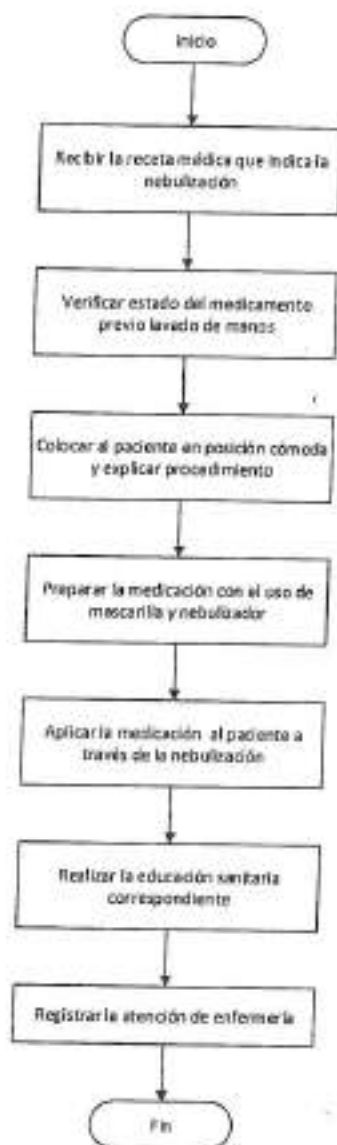 Inicio
Recibir la receta médica que indica la
nebulización
Verificar estado del medicamento
previo lavado de manos
Colocar al paciente en posición cómoda
y explicar procedimiento
Preparar la medicación con el uso de
mascarilla y nebulizador
Aplicar la medicación al paciente a
través de la nebulización
Realizar la educación sanitaria
correspondiente
Registrar la atención de enfermería
Fin